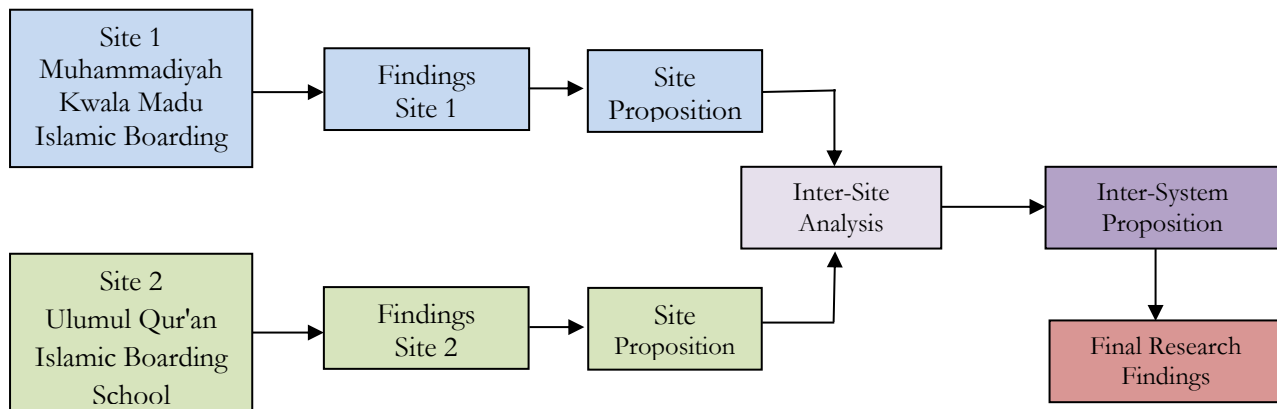 Site 1
Muhammadiyah
Kwala Madu
Islamic Boarding
Findings
Site 1
Site
Proposition
Inter-Site
Analysis
Inter-System
Proposition
Site 2
Ulumul Qur'an
Islamic Boarding
School
Findings
Site 2
Site
Proposition
Final Research
Findings